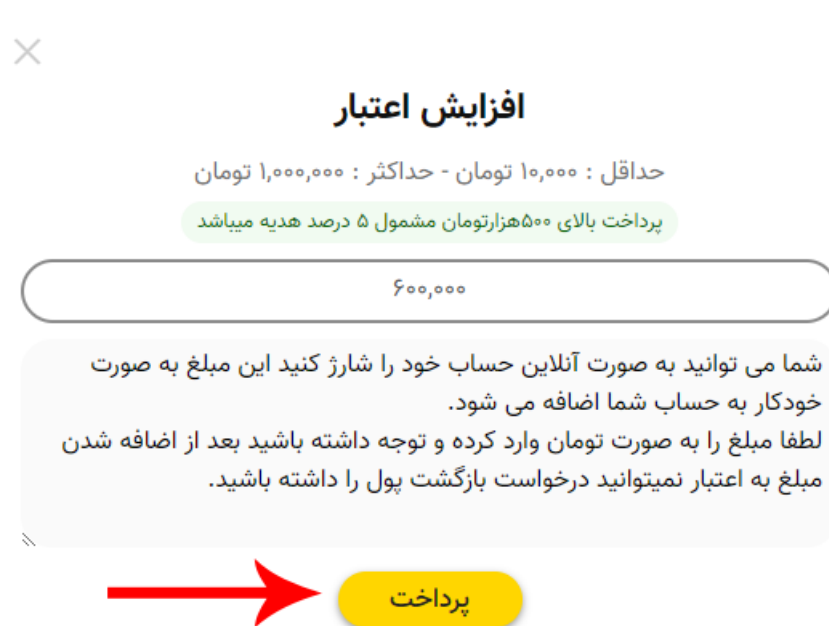 افزایش اعتبار
حداقل : ۱۰,۰۰۰ تومان - حداکثر : ۱,۰۰۰,۰۰۰ تومان
پرداخت بالای ۵۰۰هزارتومان مشمول ۵ درصد هدیه میباشد
۶۰۰,۰۰۰
شما می توانید به صورت آنلاین حساب خود را شارژ کنید این مبلغ به صورت
خودکار به حساب شما اضافه می شود.
لطفا مبلغ را به صورت تومان وارد کرده و توجه داشته باشید بعد از اضافه شدن
مبلغ به اعتبار نمیتوانید درخواست بازگشت پول را داشته باشید.
پرداخت